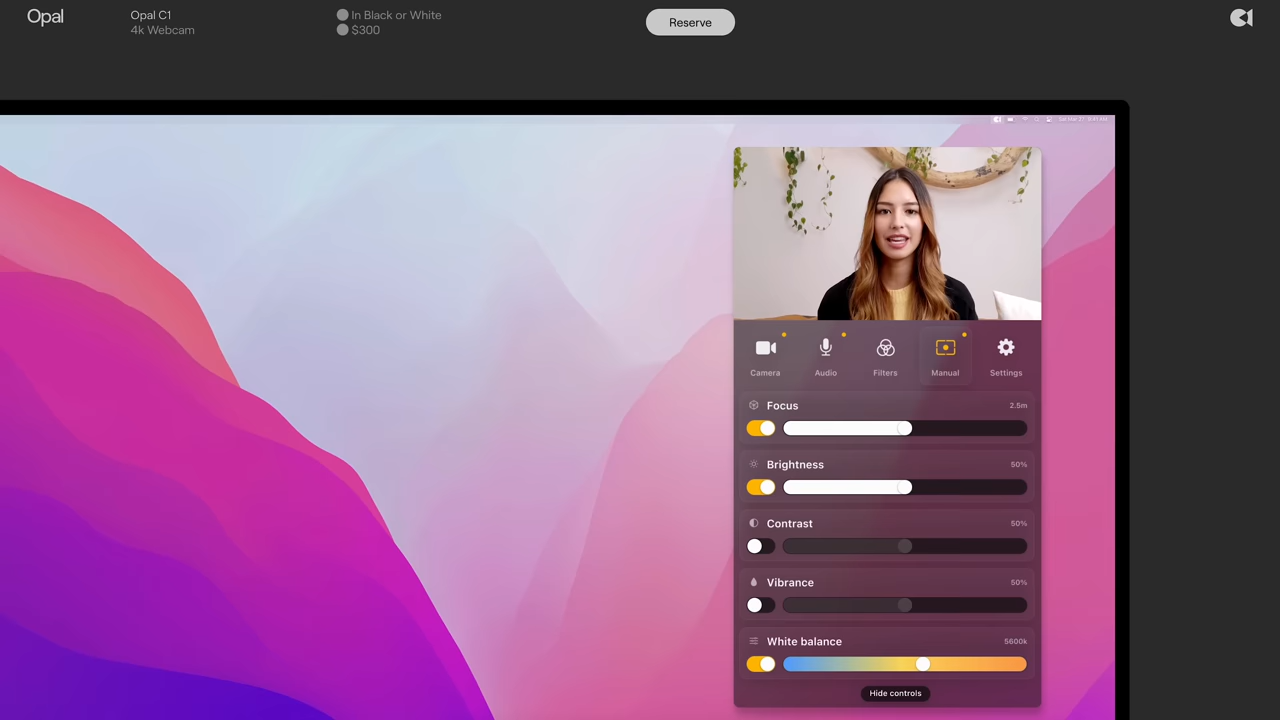 Opal
Opal C1
4k Webcam
In Black or White
$300
Reserve
Camera
Audio
Filters
Manual
Settings
Focus
2.5m
Brightness
50%
Contrast
50%
Vibrance
50%
White balance
5600k
Hide controls